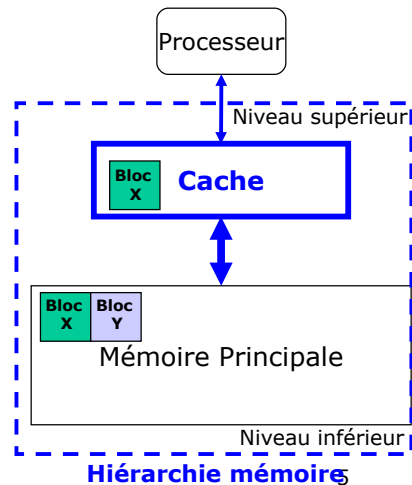 Processeur
Niveau supérieur
Bloc
X
Cache
Bloc Bloc
X Y
Mémoire Principale
Niveau inférieur
Hiérarchie mémoire
5